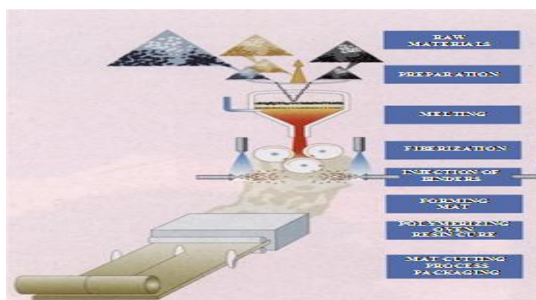 RAW
MATERIALS
PREPARATION
MELTING
FIBERIZATION
INJECTION OF
BINDERS
FORMING
MAT
POLYMERIZING
OVEN
RESIN CURE
MAT CUTTING
PROCESS
PACKAGING